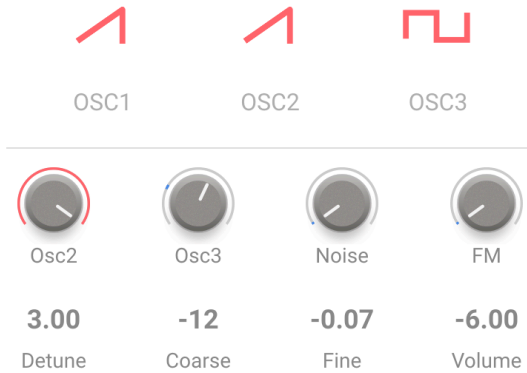 OSC1 OSC2 OSC3
Osc2 Osc3 Noise FM
3.00 -12 -0.07 -6.00
Detune Coarse Fine Volume